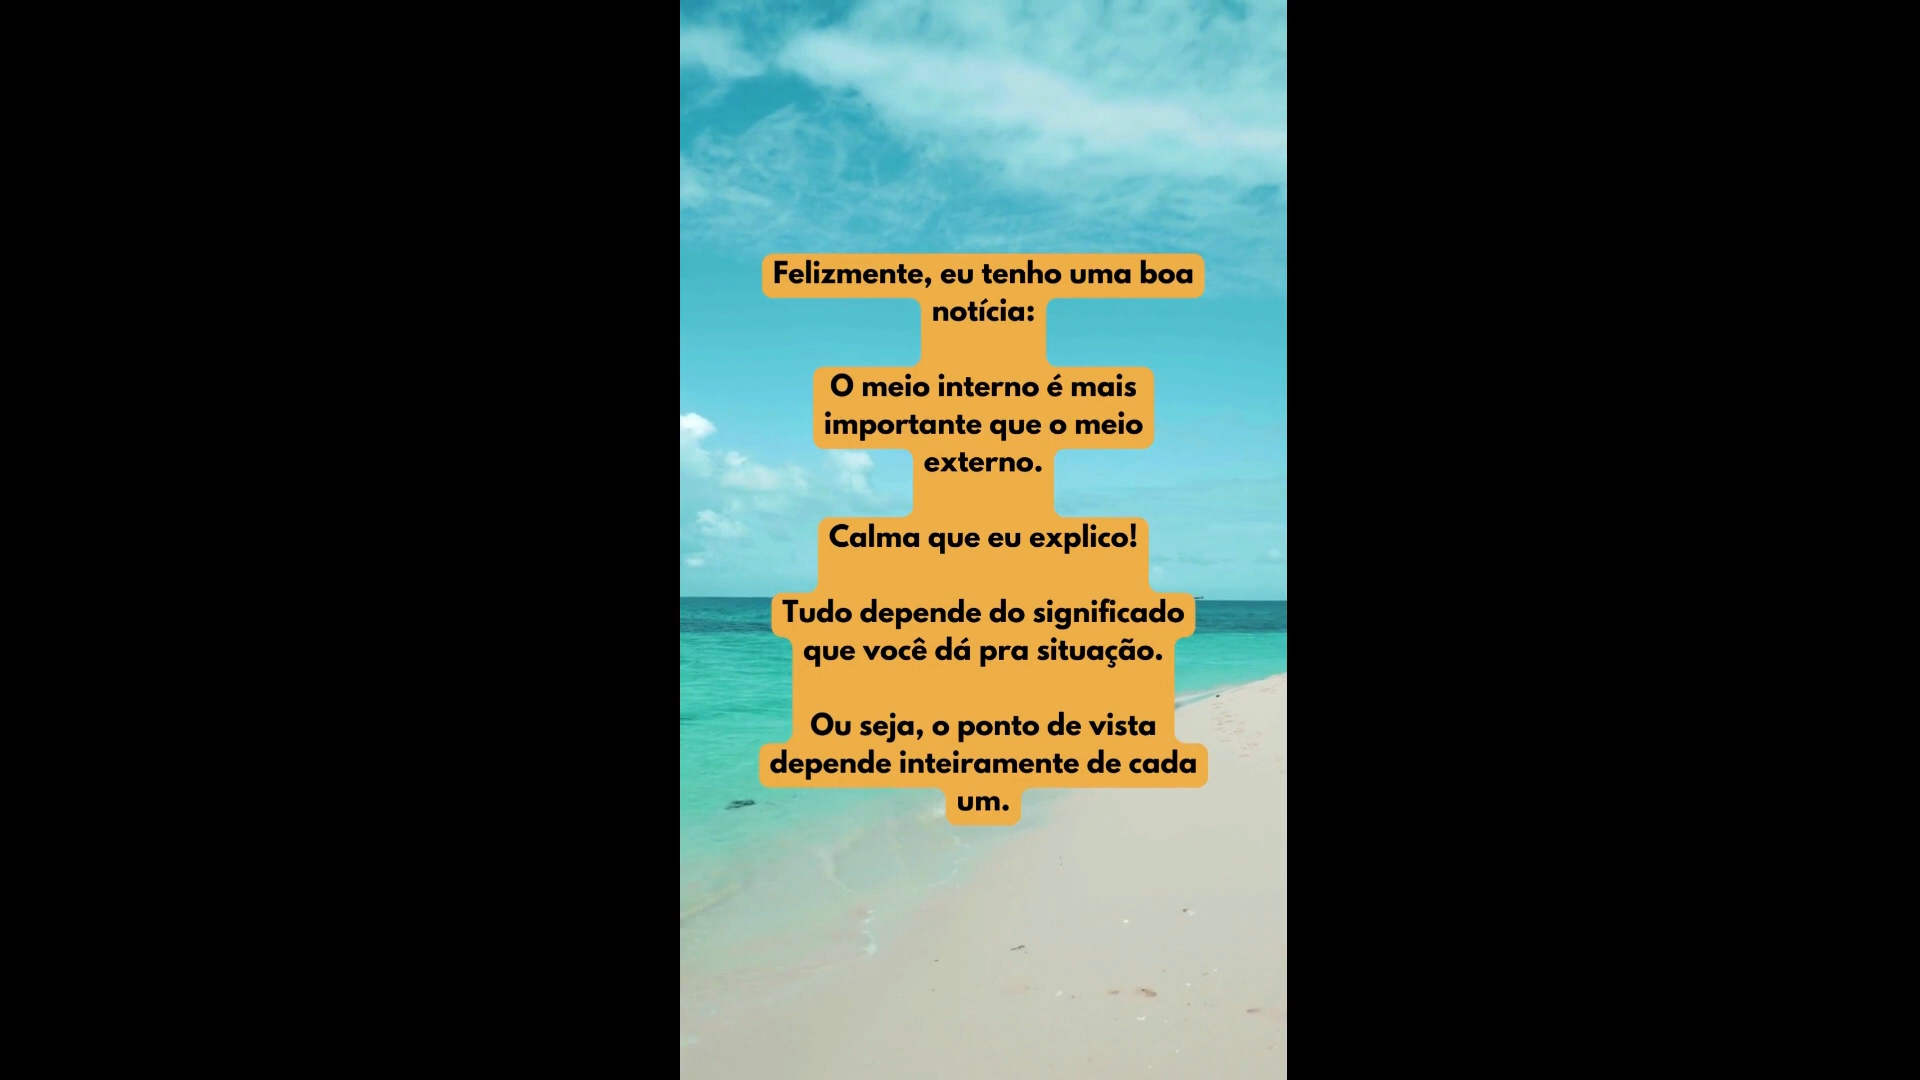 Felizmente, eu tenho uma boa
notícia:
O meio interno é mais
importante que o meio
externo.
Calma que eu explico!
Tudo depende do significado
que você dá pra situação.
Ou seja, o ponto de vista
depende inteiramente de cada
um.